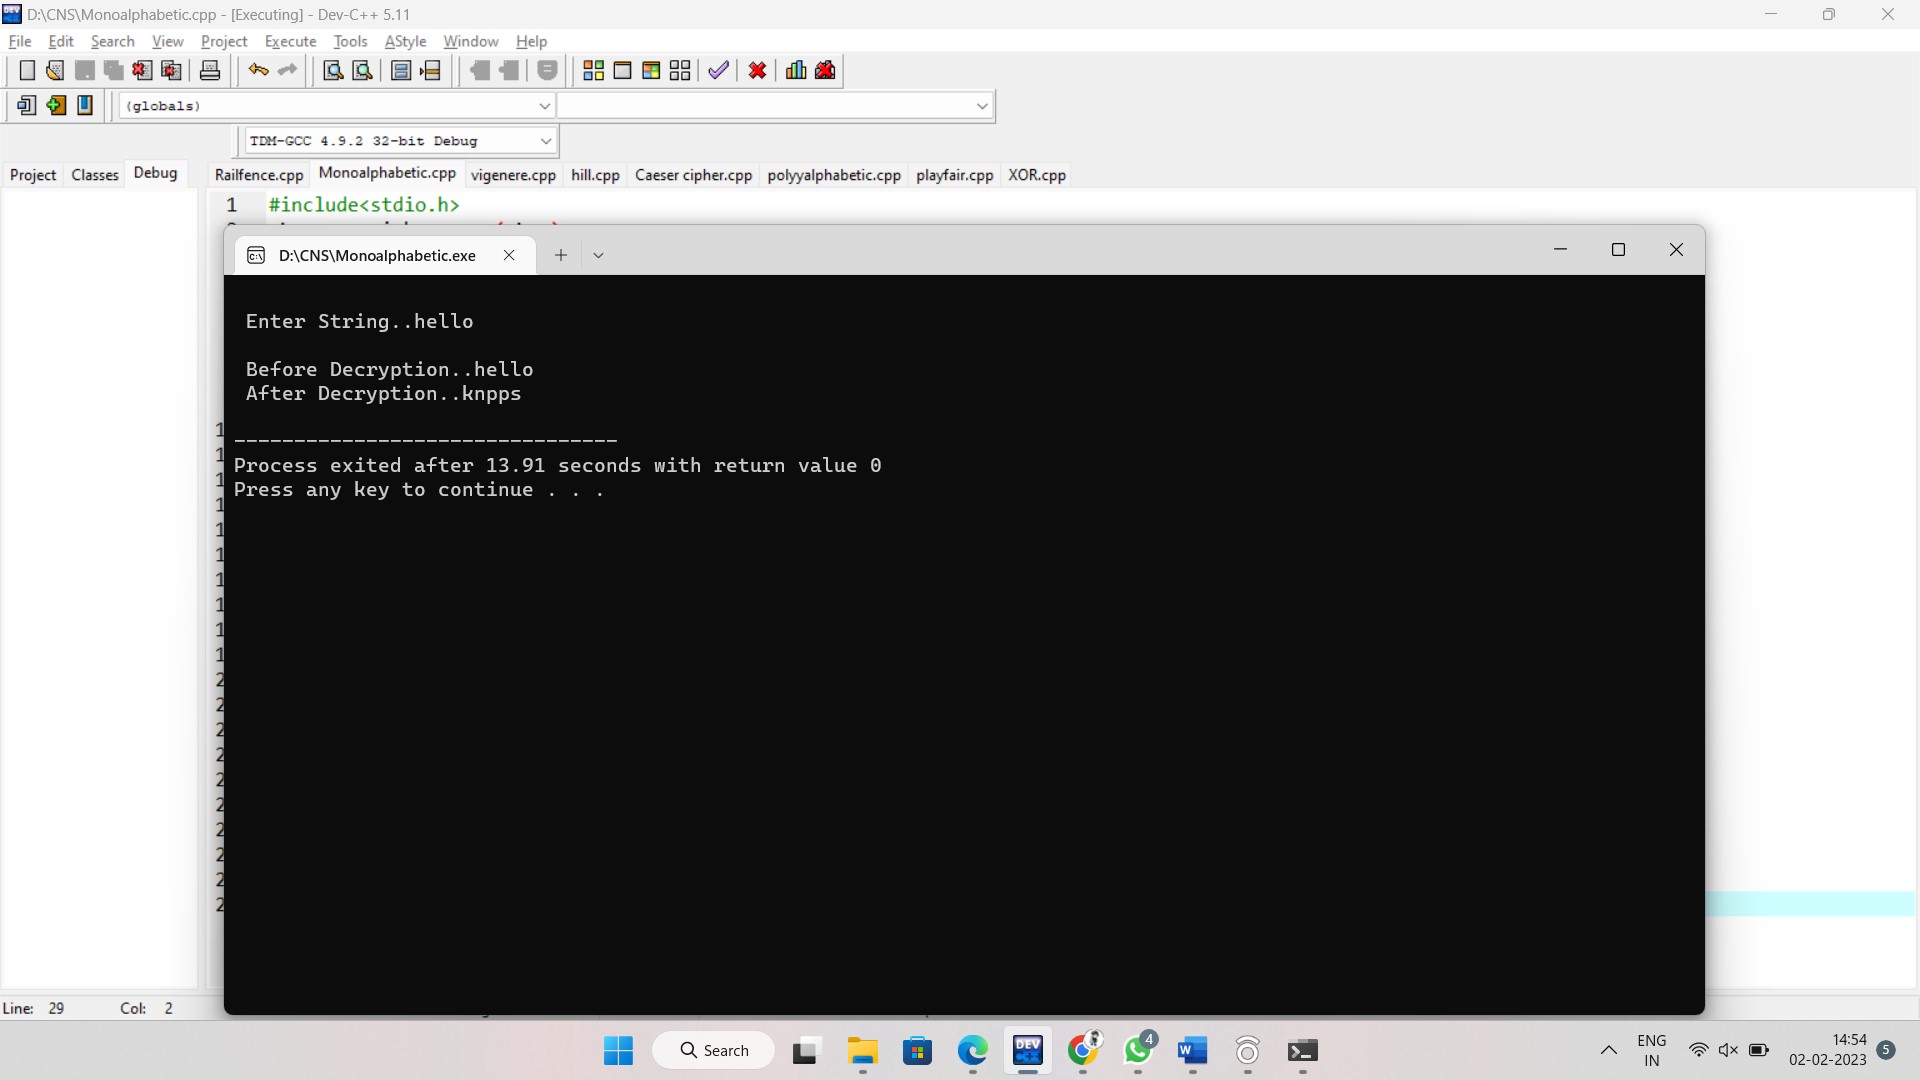 D:\CNS\Monoalphabetic.cpp - [Executing] - Dev-C++ 5.11
File Edit Search View Project Execute Tools AStyle Window Help
(globals)
TDM-GCC 4.9.2 32-bit Debug
Project Classes Debug
Railfence.cpp Monoalphabetic.cpp vigenere.cpp hill.cpp Caeser cipher.cpp polyyalphabetic.cpp playfair.cpp XOR.cpp
1 #include<stdio.h>
D:\CNS\Monoalphabetic.exe
Enter String..hello
Before Decryption..hello
After Decryption..knpps
--------------------------------
Process exited after 13.91 seconds with return value 0
Press any key to continue . . .
Line: 29 Col: 2
Search
DEV C++
4
W
ENG
IN
14:54
02-02-2023
5